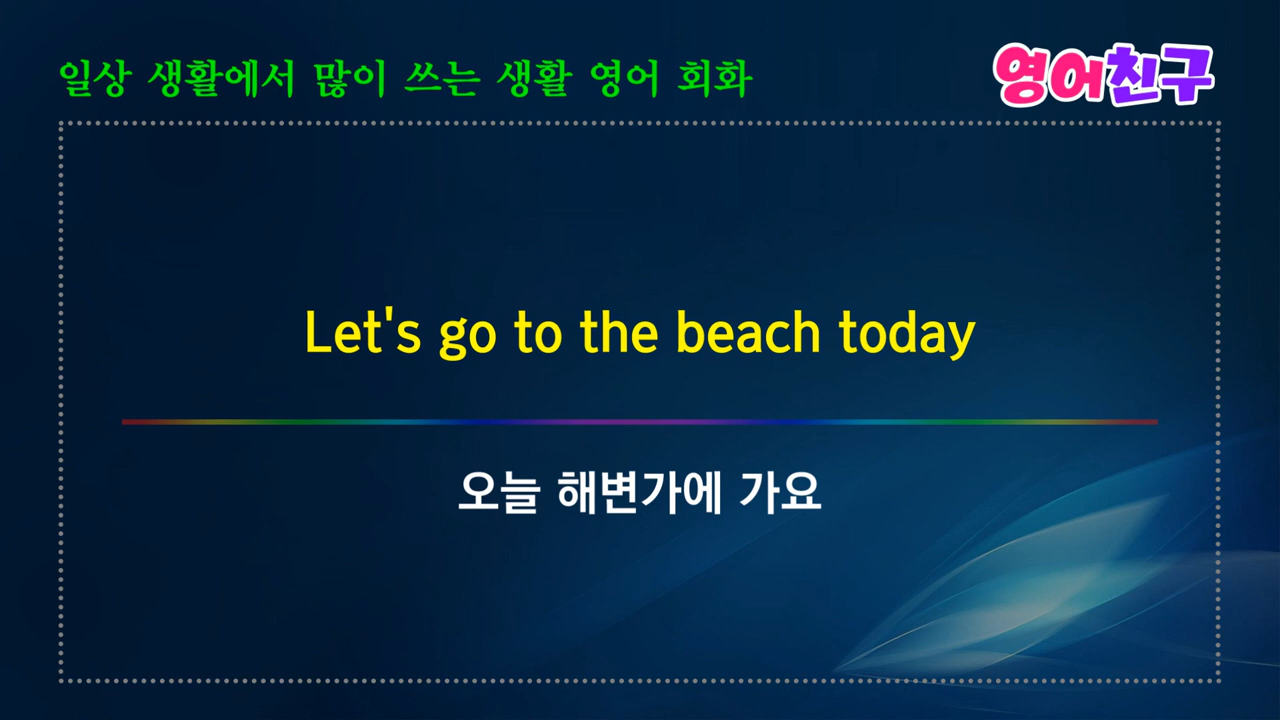 일상 생활에서 많이 쓰는 생활 영어 회화
영어친구
Let's go to the beach today
오늘 해변가에 가요